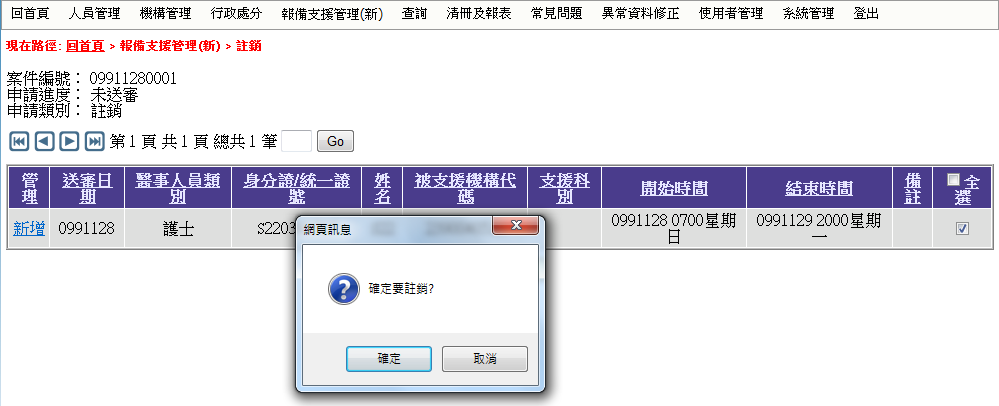 回首頁 人員管理 機構管理 行政處分 報備支援管理(新) 查詢 清冊及報表 常見問題 異常資料修正 使用者管理 系統管理 登出
現在路徑: 回首頁 > 報備支援管理(新) > 註銷
案件編號： 09911280001
申請進度： 未送審
申請類別： 註銷
第 1 頁 共 1 頁 總共 1 筆 Go
管理 送審日期 醫事人員類別 身分證/統一證號 姓名 被支援機構代碼 支援科別 開始時間 結束時間 備註 全選
新增 0991128 護士 S2203 0991128 0700星期日 0991129 2000星期一
網頁訊息
確定要註銷?
確定 取消